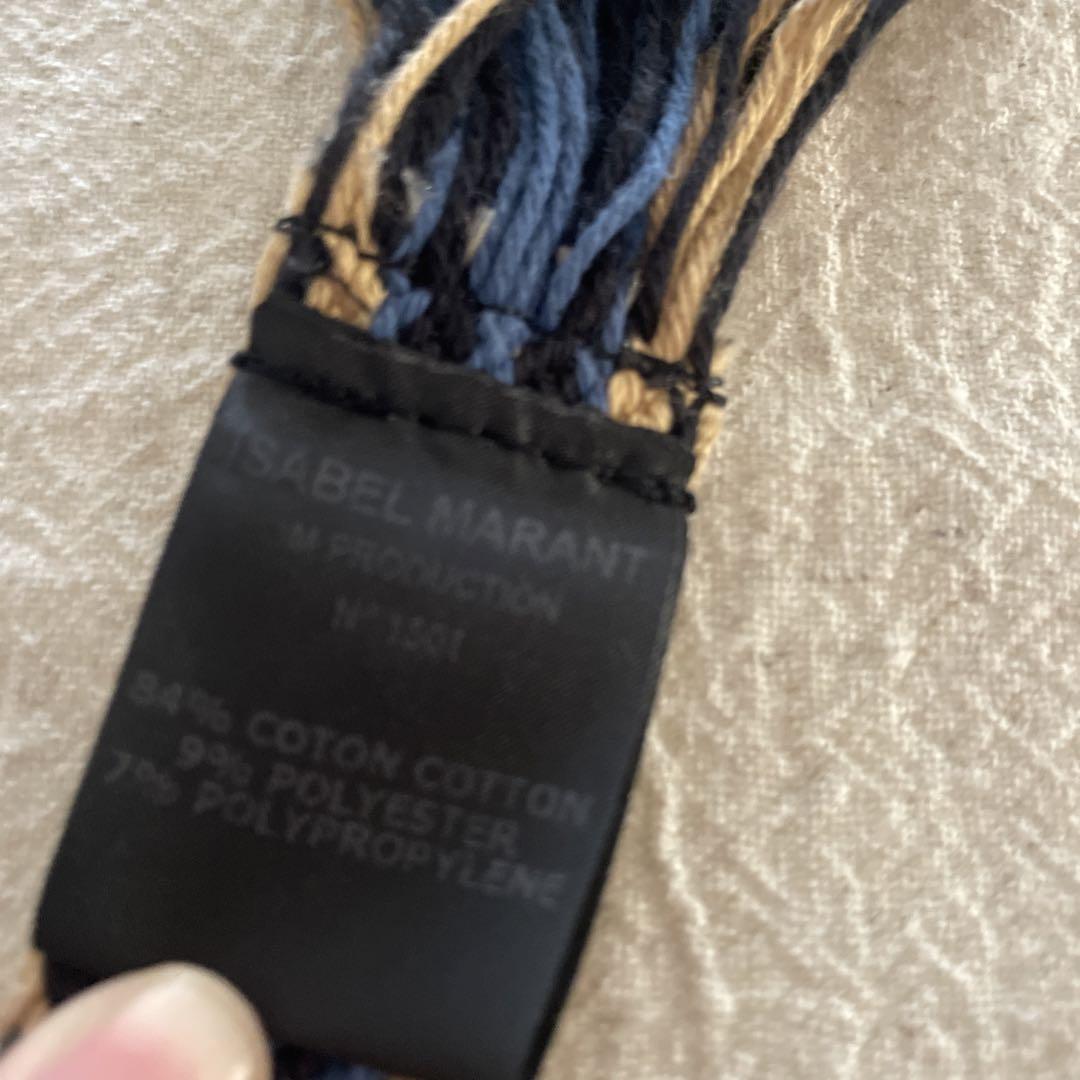 ISABEL MARANT
IM PRODUCTION
N° 1501
84% COTON COTTON
9% POLYESTER
7% POLYPROPYLENE